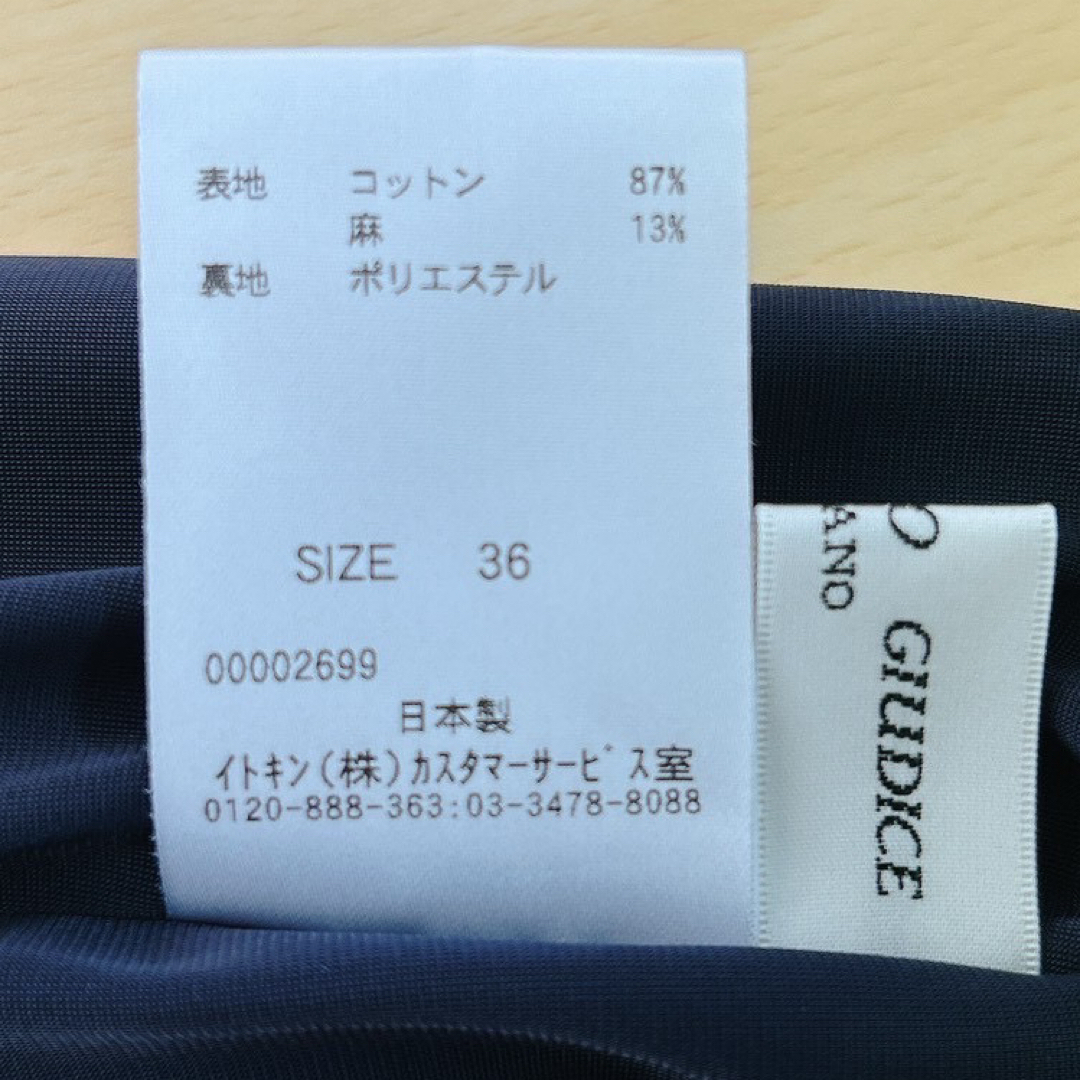 表地 コットン 87%
麻 13%
裏地 ポリエステル
SIZE 36
00002699
日本製
イトキン(株)カスタマーサービス室
0120-888-363:03-3478-8088
GIUDICE